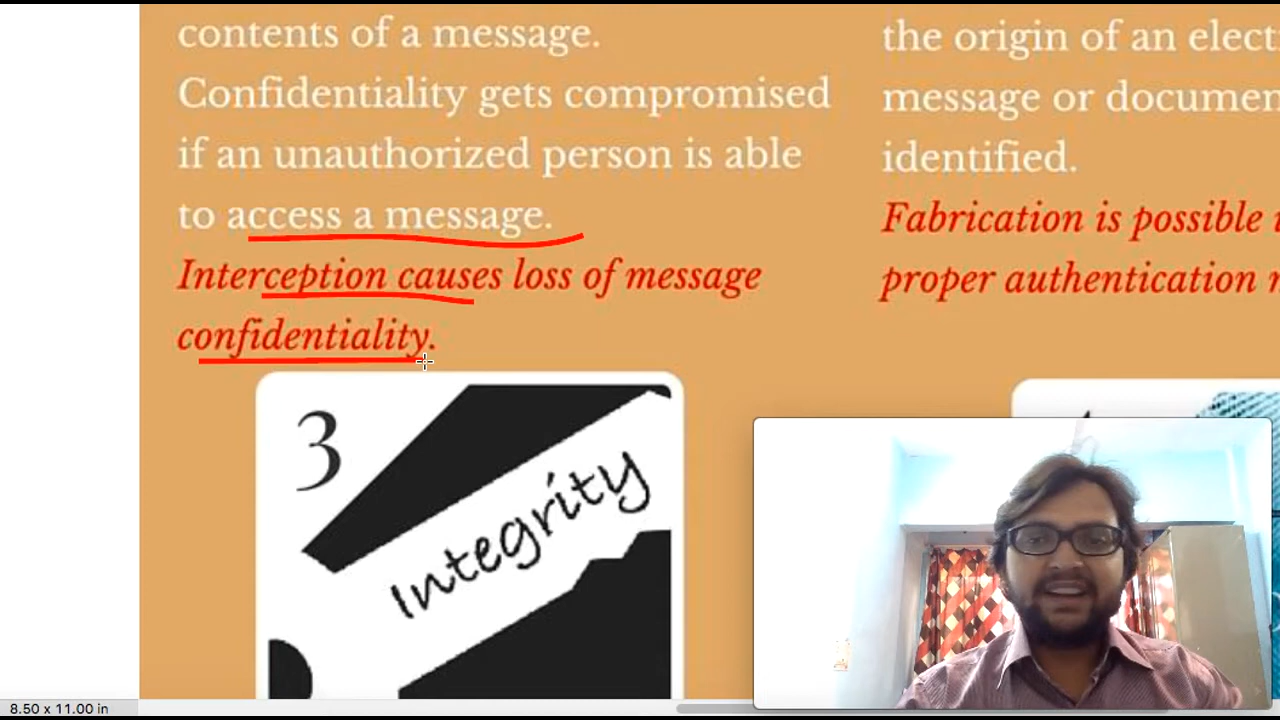 contents of a message.
Confidentiality gets compromised
if an unauthorized person is able
to access a message.
Interception causes loss of message
confidentiality.
the origin of an
message or
identified.
Fabrication is possible
proper authentication
3
Integrity
8.50 x 11.00 in